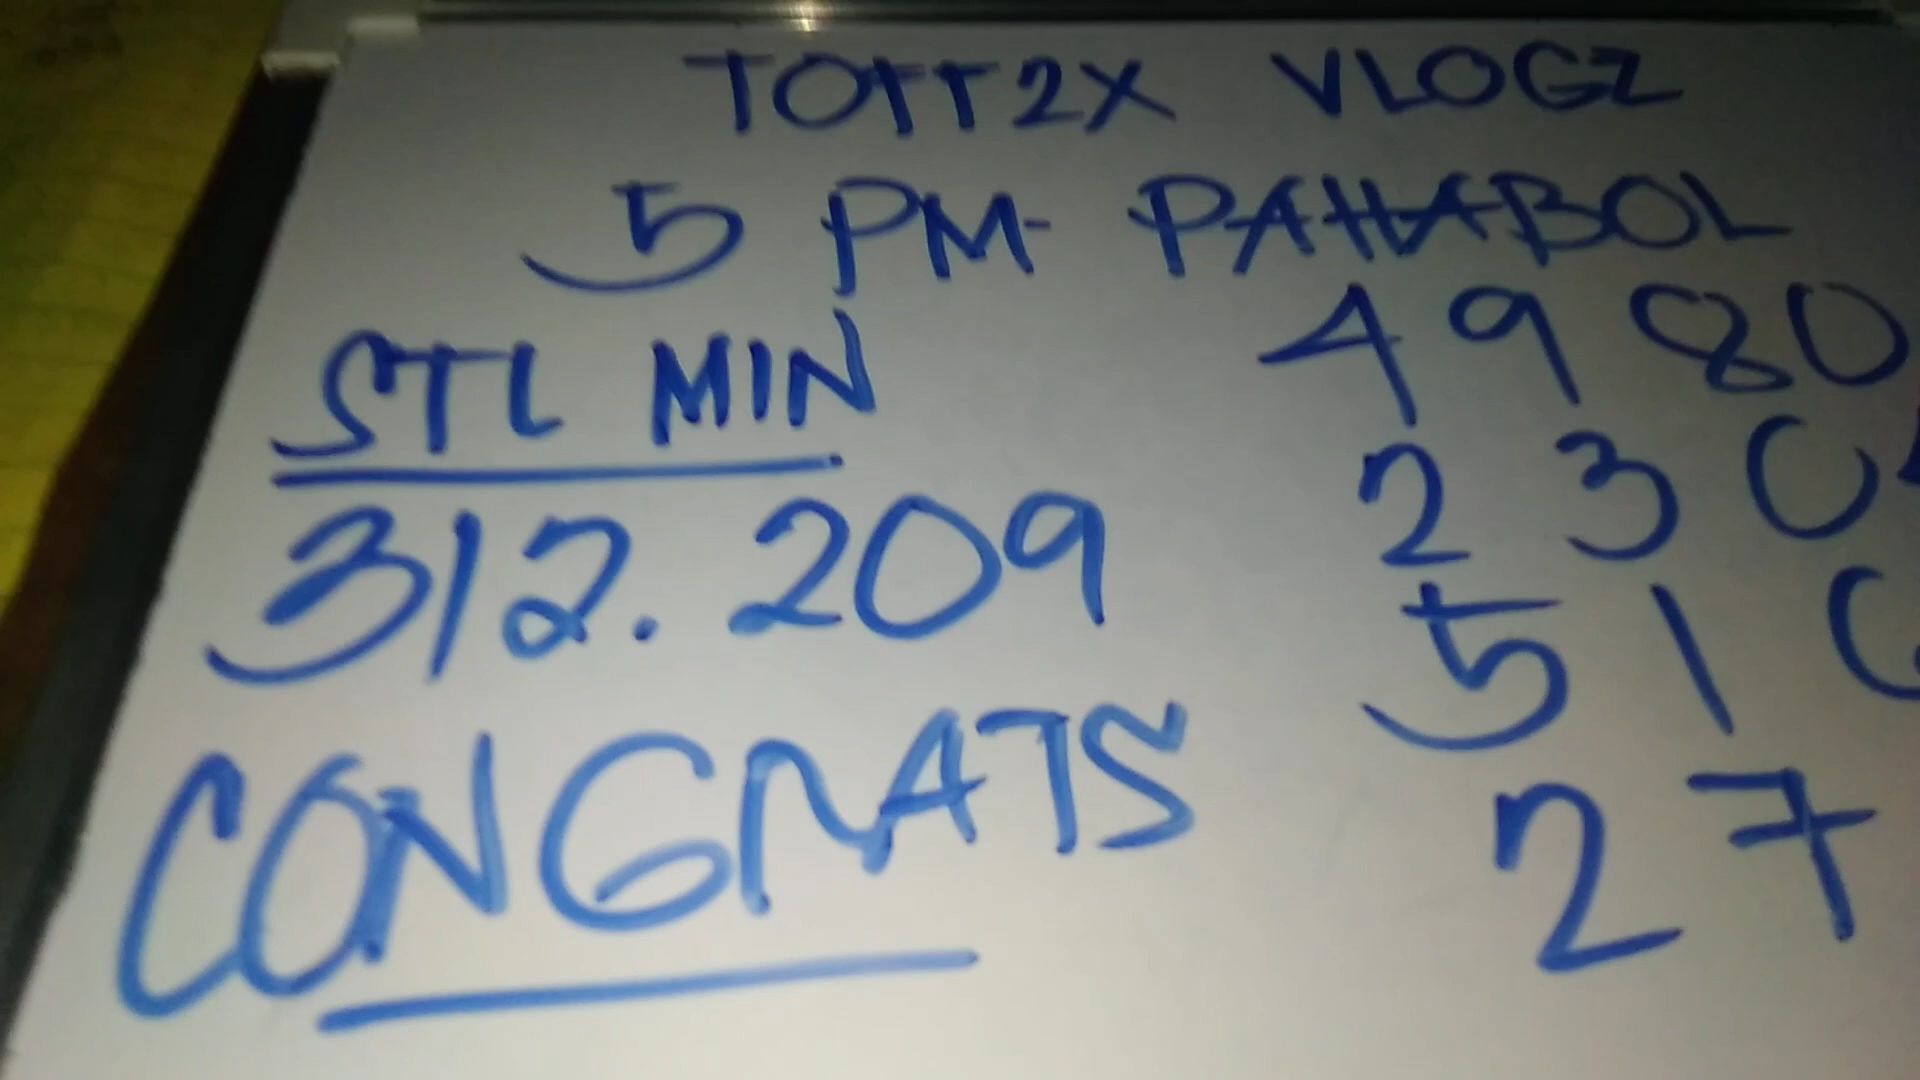 TOTT2X VLOGZ
5 PM PAHABOL
STL MIN
312. 209
CONGRATS
4 9 8 0
2 3 0
5 1
2 7